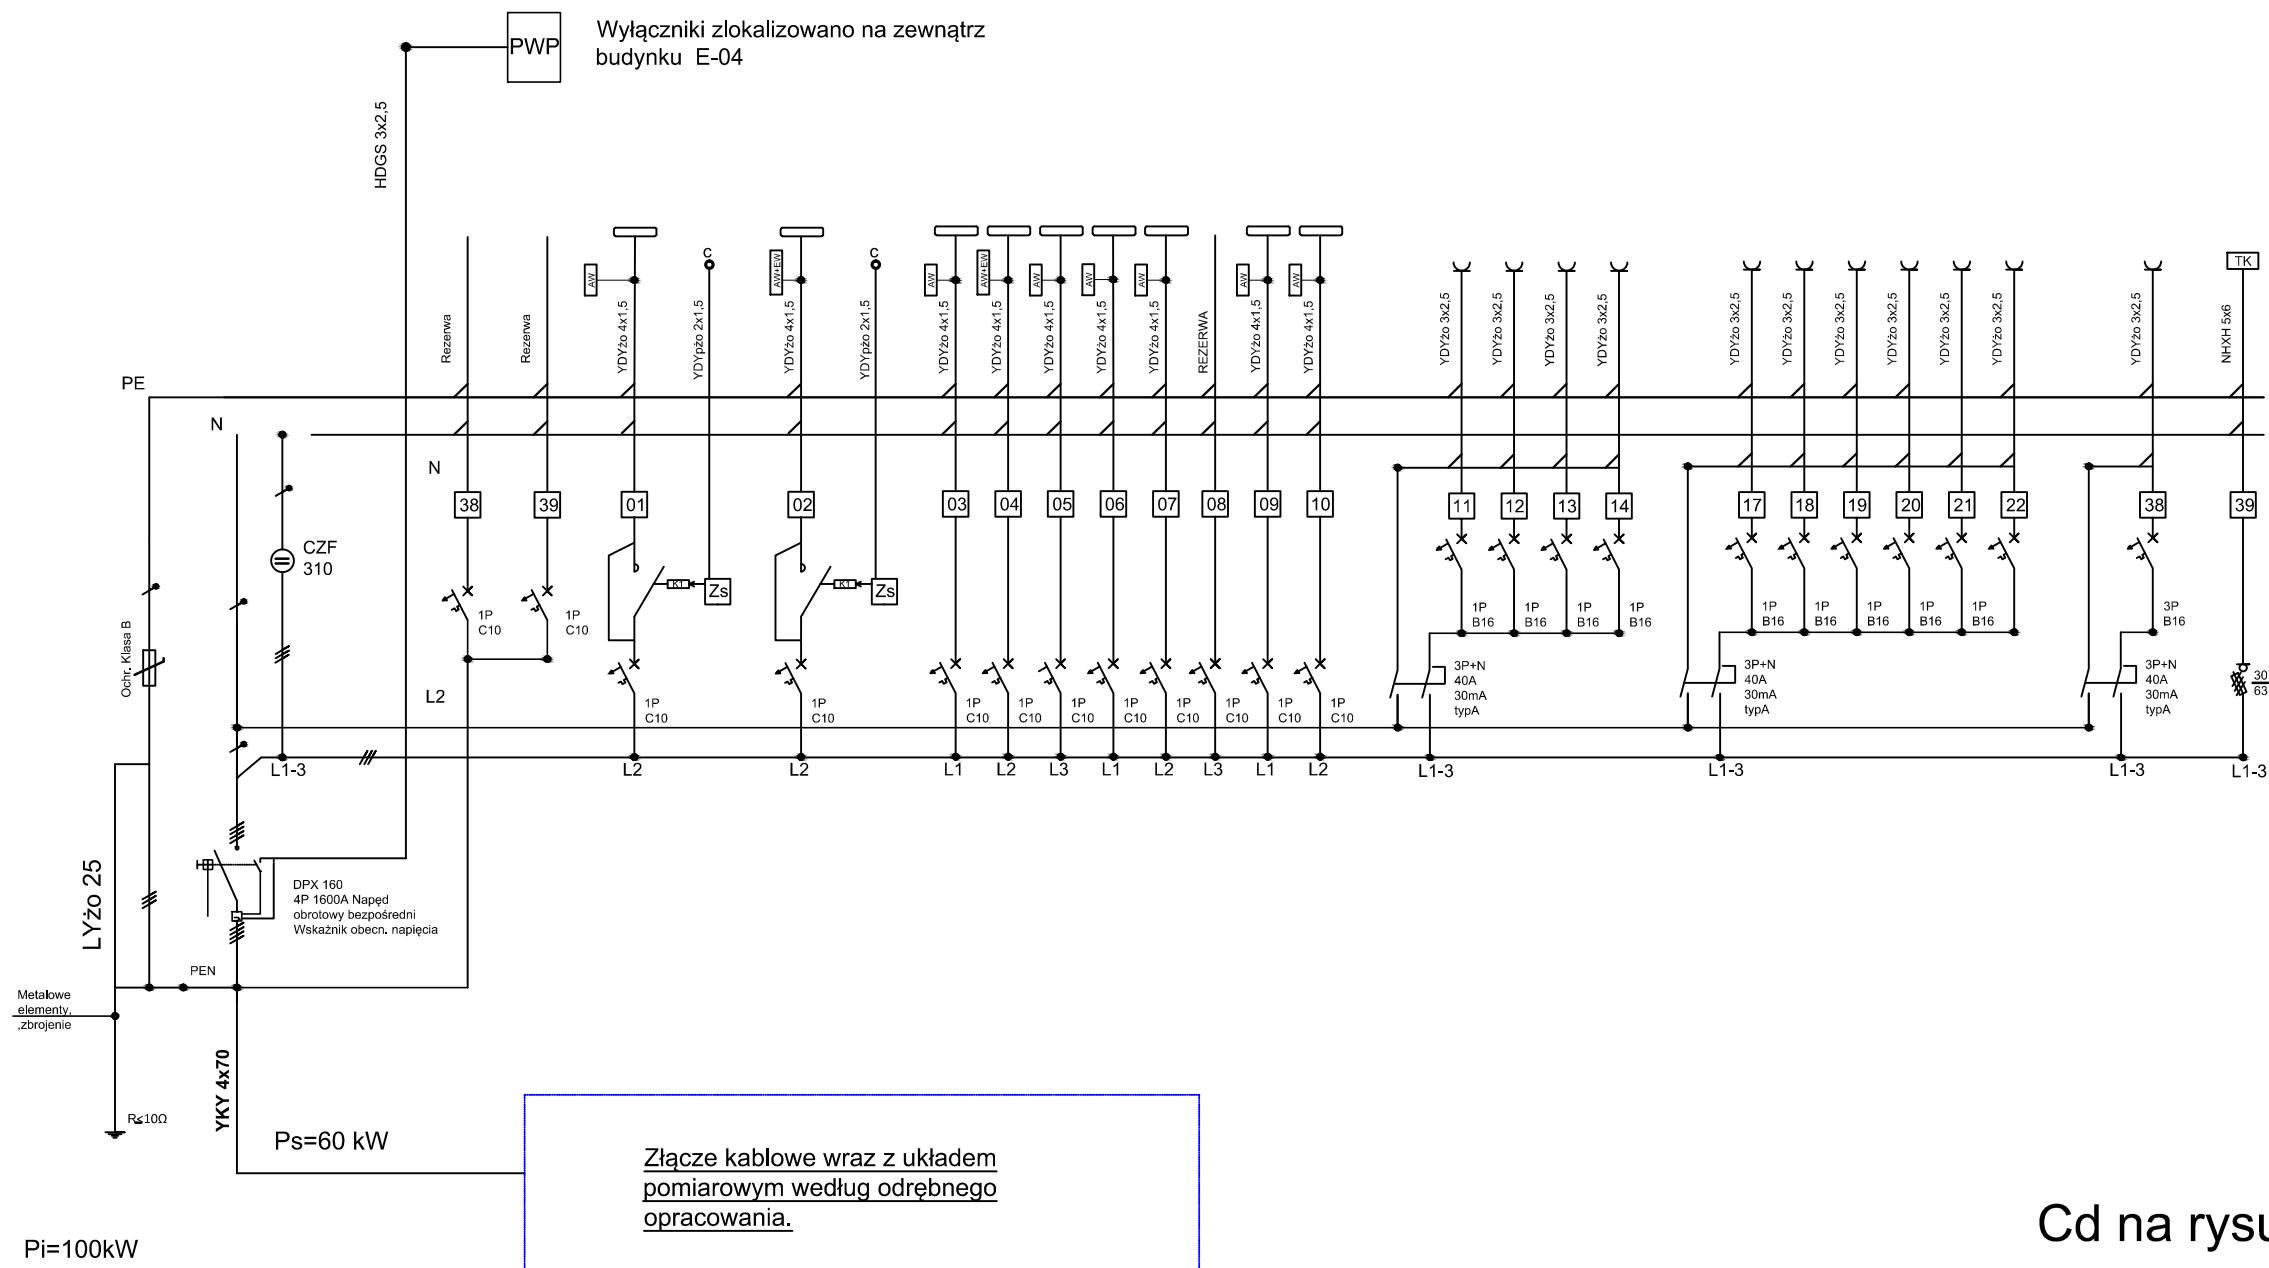 PWP
Wyłączniki zlokalizowano na zewnątrz
budynku E-04
HDGS 3x2,5
Rezerwa
Rezerwa
AW
YDYżo 4x1,5
C
YDYpżo 2x1,5
AW+EW
YDYżo 4x1,5
C
YDYpżo 2x1,5
AW
YDYżo 4x1,5
AW+EW
YDYżo 4x1,5
AW
YDYżo 4x1,5
AW
YDYżo 4x1,5
AW
YDYżo 4x1,5
REZERWA
AW
YDYżo 4x1,5
AW
YDYżo 4x1,5
YDYżo 3x2,5
YDYżo 3x2,5
YDYżo 3x2,5
YDYżo 3x2,5
YDYżo 3x2,5
YDYżo 3x2,5
YDYżo 3x2,5
YDYżo 3x2,5
YDYżo 3x2,5
YDYżo 3x2,5
YDYżo 3x2,5
TK
NHXH 5x6
PE
N
N
38 39 01 02 03 04 05 06 07 08 09 10 11 12 13 14 17 18 19 20 21 22 38 39
CZF
310
K1
Zs
K1
Zs
1P
C10
1P
C10
1P
B16
1P
B16
1P
B16
1P
B16
1P
B16
1P
B16
1P
B16
1P
B16
1P
B16
1P
B16
3P
B16
Ochr. Klasa B
L2
1P
C10
1P
C10
1P
C10
1P
C10
1P
C10
1P
C10
1P
C10
1P
C10
1P
C10
1P
C10
3P+N
40A
30mA
typA
3P+N
40A
30mA
typA
3P+N
40A
30mA
typA
30
63
L1-3 L2 L2 L1 L2 L3 L1 L2 L3 L1 L2 L1-3 L1-3 L1-3 L1-3
LYżo 25
DPX 160
4P 1600A Napęd
obrotowy bezpośredni
Wskaźnik obecn. napięcia
PEN
Metalowe
elementy,
,zbrojenie
YKY 4x70
R≤10Ω
Ps=60 kW
Złącze kablowe wraz z układem
pomiarowym według odrębnego
opracowania.
Pi=100kW
Cd na rysu